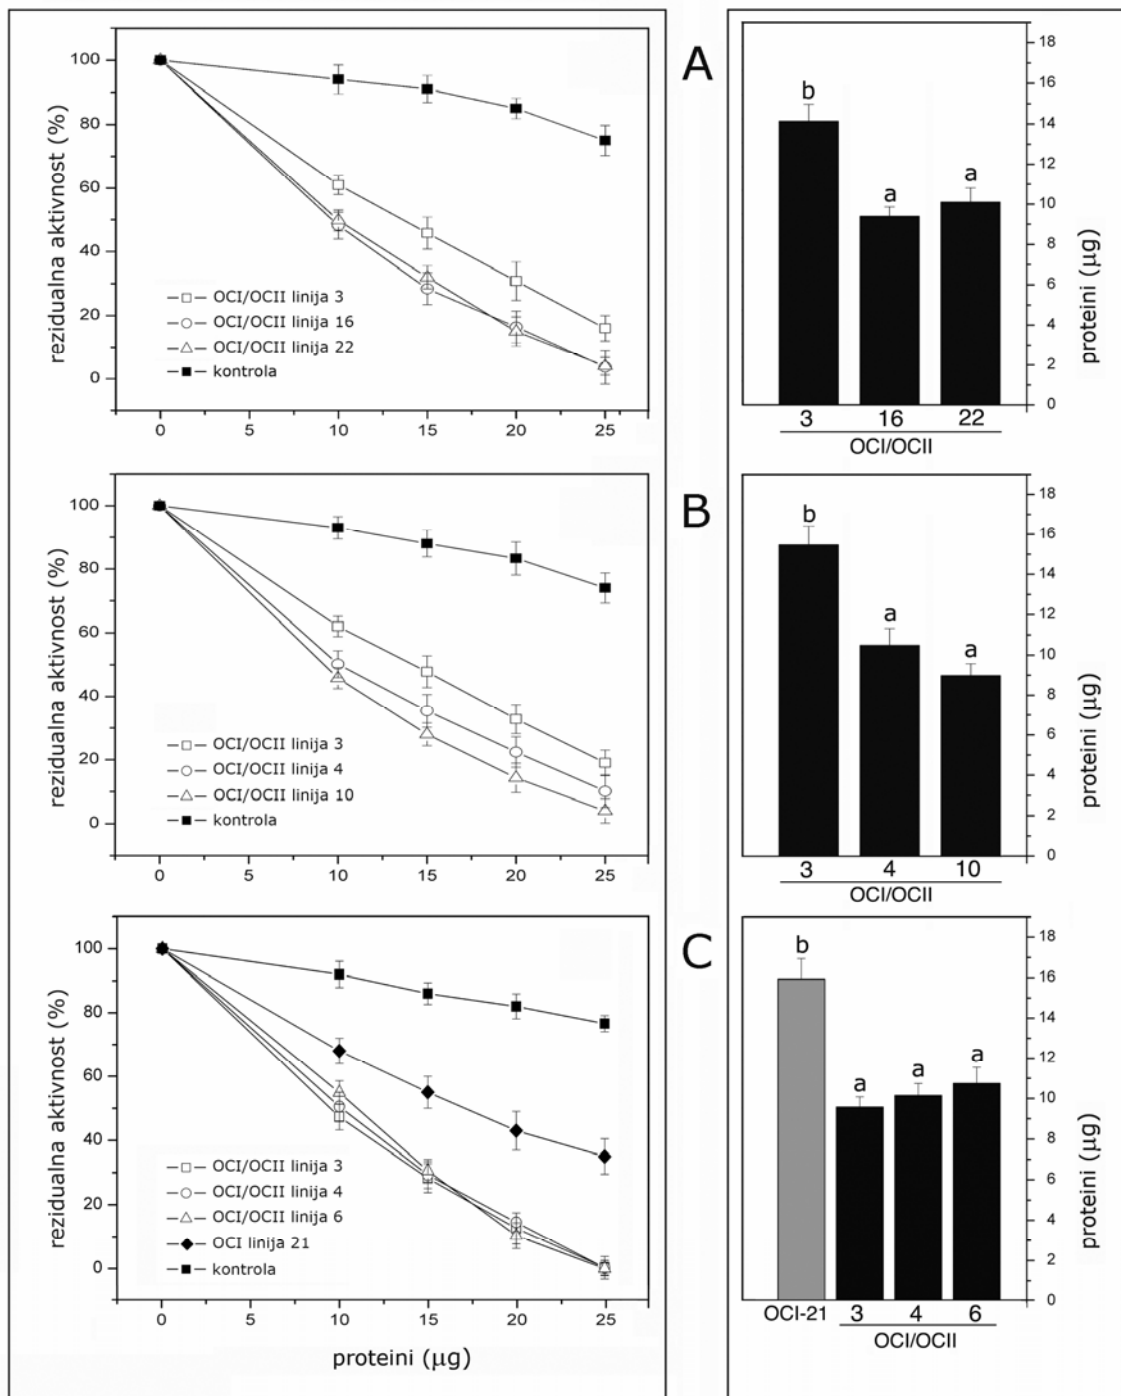 A
rezidualna aktivnost (%)
100
80
60
40
20
0
OCI/OCII linija 3
OCI/OCII linija 16
OCI/OCII linija 22
kontrola
0 5 10 15 20 25
b a a
18
16
14
12
10
8
6
4
2
0
proteini (µg)
3 16 22
OCI/OCII
B
rezidualna aktivnost (%)
100
80
60
40
20
0
OCI/OCII linija 3
OCI/OCII linija 4
OCI/OCII linija 10
kontrola
0 5 10 15 20 25
b a a
18
16
14
12
10
8
6
4
2
0
proteini (µg)
3 4 10
OCI/OCII
C
rezidualna aktivnost (%)
100
80
60
40
20
0
OCI/OCII linija 3
OCI/OCII linija 4
OCI/OCII linija 6
OCI linija 21
kontrola
0 5 10 15 20 25
proteini (µg)
b a a a
18
16
14
12
10
8
6
4
2
0
proteini (µg)
OCI-21 3 4 6
OCI/OCII